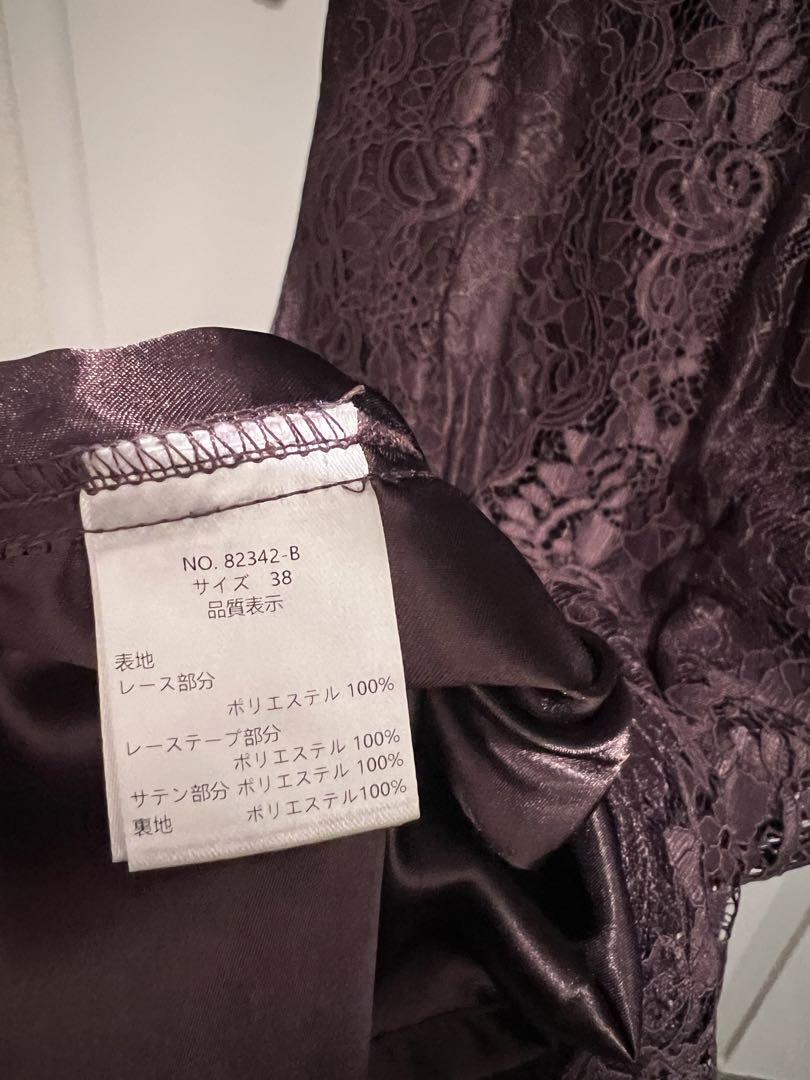 NO. 82342-B
サイズ 38
品質表示
表地
レース部分
ポリエステル 100%
レーステープ部分
ポリエステル 100%
サテン部分 ポリエステル 100%
裏地 ポリエステル100%